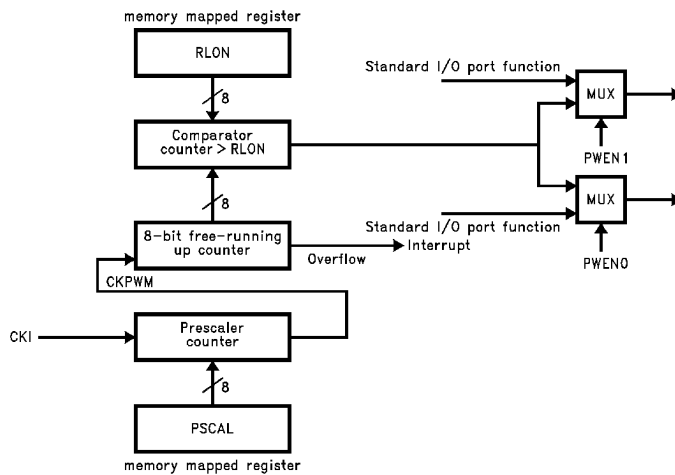 memory mapped register
RLON
8
Standard I/O port function
MUX
Comparator
counter > RLON
PWEN1
8
MUX
8-bit free-running
up counter
Standard I/O port function
Overflow
Interrupt
CKPWM
PWEN0
CKI
Prescaler
counter
8
PSCAL
memory mapped register